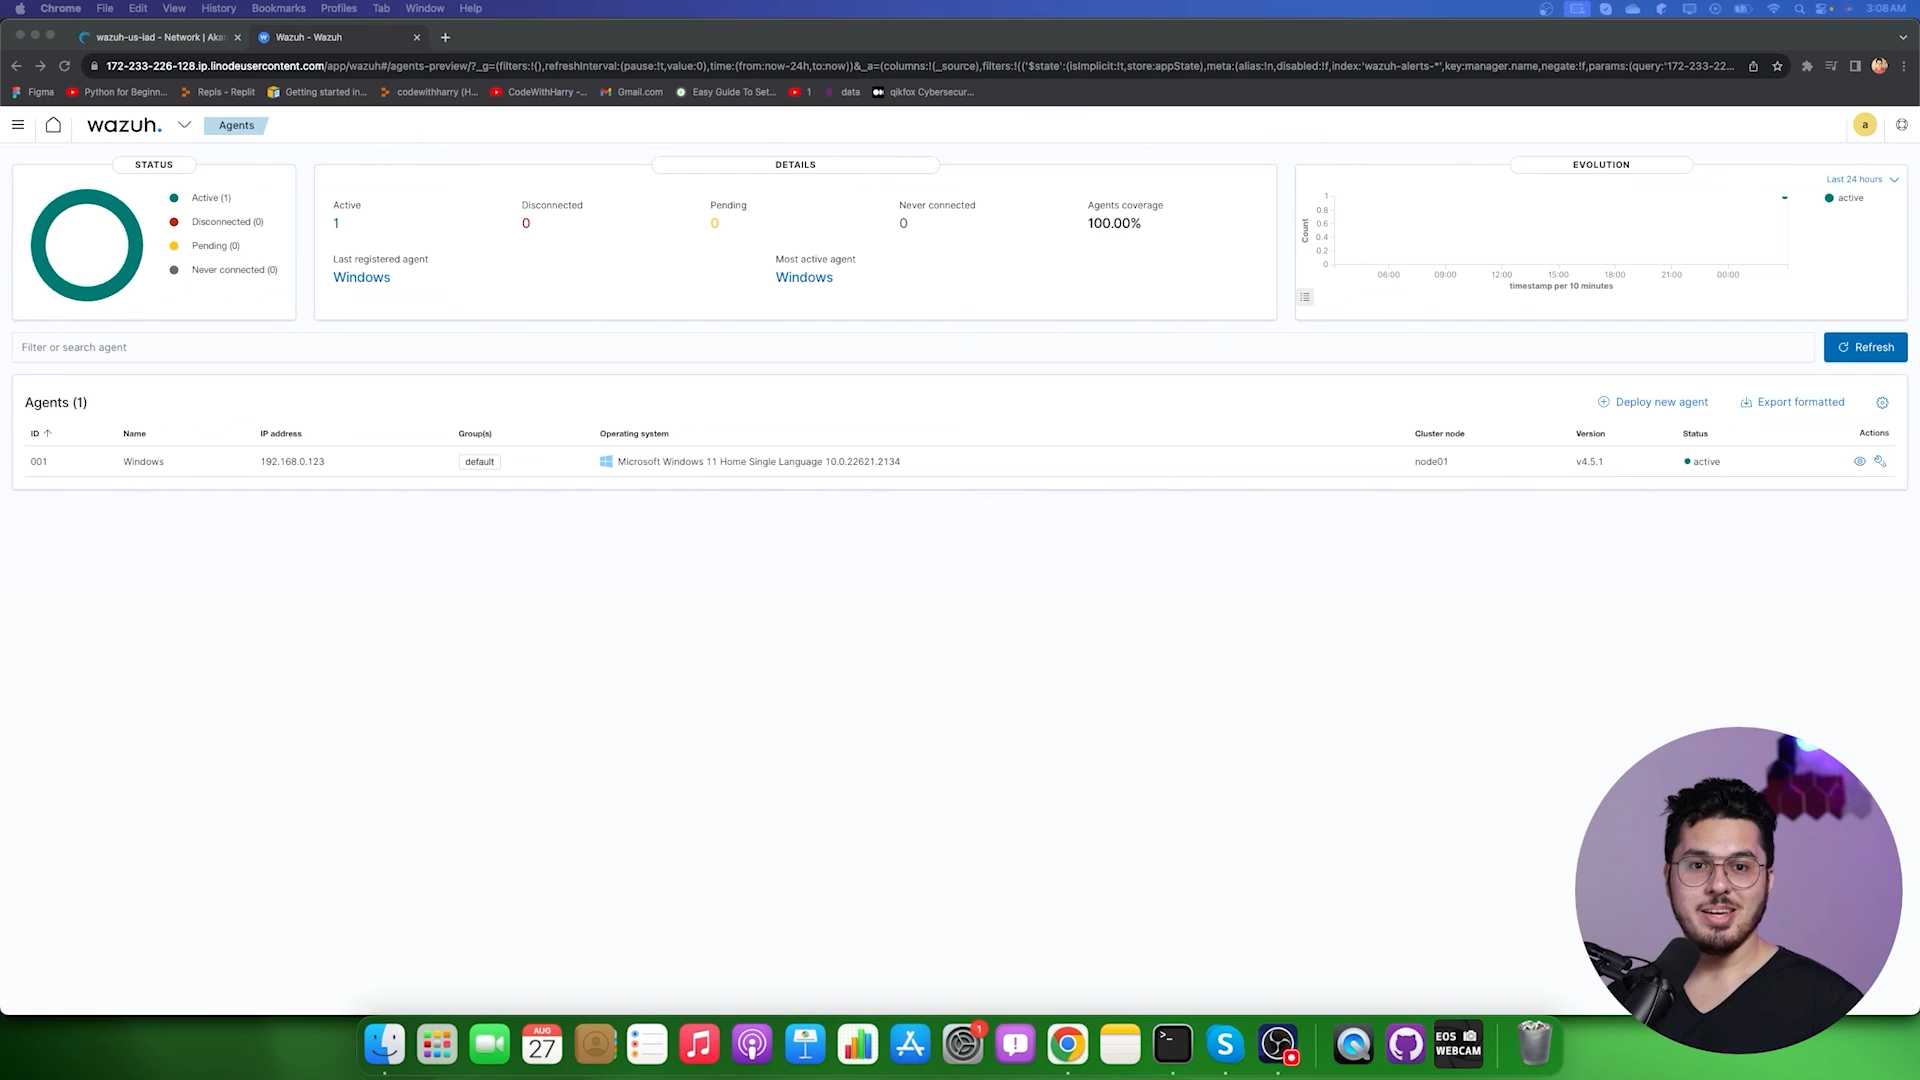 Chrome File Edit View History Bookmarks Profiles Tab Window Help 3:08 AM
wazuh-us-iad - Network | Aka Wazuh - Wazuh
172-233-226-128.ip.linodeusercontent.com/app/wazuh#/agents-preview/?_g=(filters:!(),refreshInterval:(pause:!t,value:0),time:(from:now-24h,to:now))&_a=(columns:!(_source),filters:!(('$state':(isImplicit:!t,store:appState),meta:(alias:!n,disabled:!f,index:'wazuh-alerts-*',key:manager.name,negate:!f,params:(query:'172-233-22...
Figma Python for Beginn... Repls - Replit Getting started in... codewithharry (H... CodeWithHarry -... Gmail.com Easy Guide To Set... 1 data qikfox Cybersecur...
wazuh. Agents a
STATUS
Active (1)
Disconnected (0)
Pending (0)
Never connected (0)
DETAILS
Active Disconnected Pending Never connected Agents coverage
1 0 0 0 100.00%
Last registered agent Most active agent
Windows Windows
EVOLUTION
Last 24 hours
active
Count
1
0.8
0.6
0.4
0.2
0
06:00 09:00 12:00 15:00 18:00 21:00 00:00
timestamp per 10 minutes
Filter or search agent Refresh
Agents (1) Deploy new agent Export formatted
ID Name IP address Group(s) Operating system Cluster node Version Status Actions
001 Windows 192.168.0.123 default Microsoft Windows 11 Home Single Language 10.0.22621.2134 node01 v4.5.1 active
AUG
27
1
EOS
WEBCAM